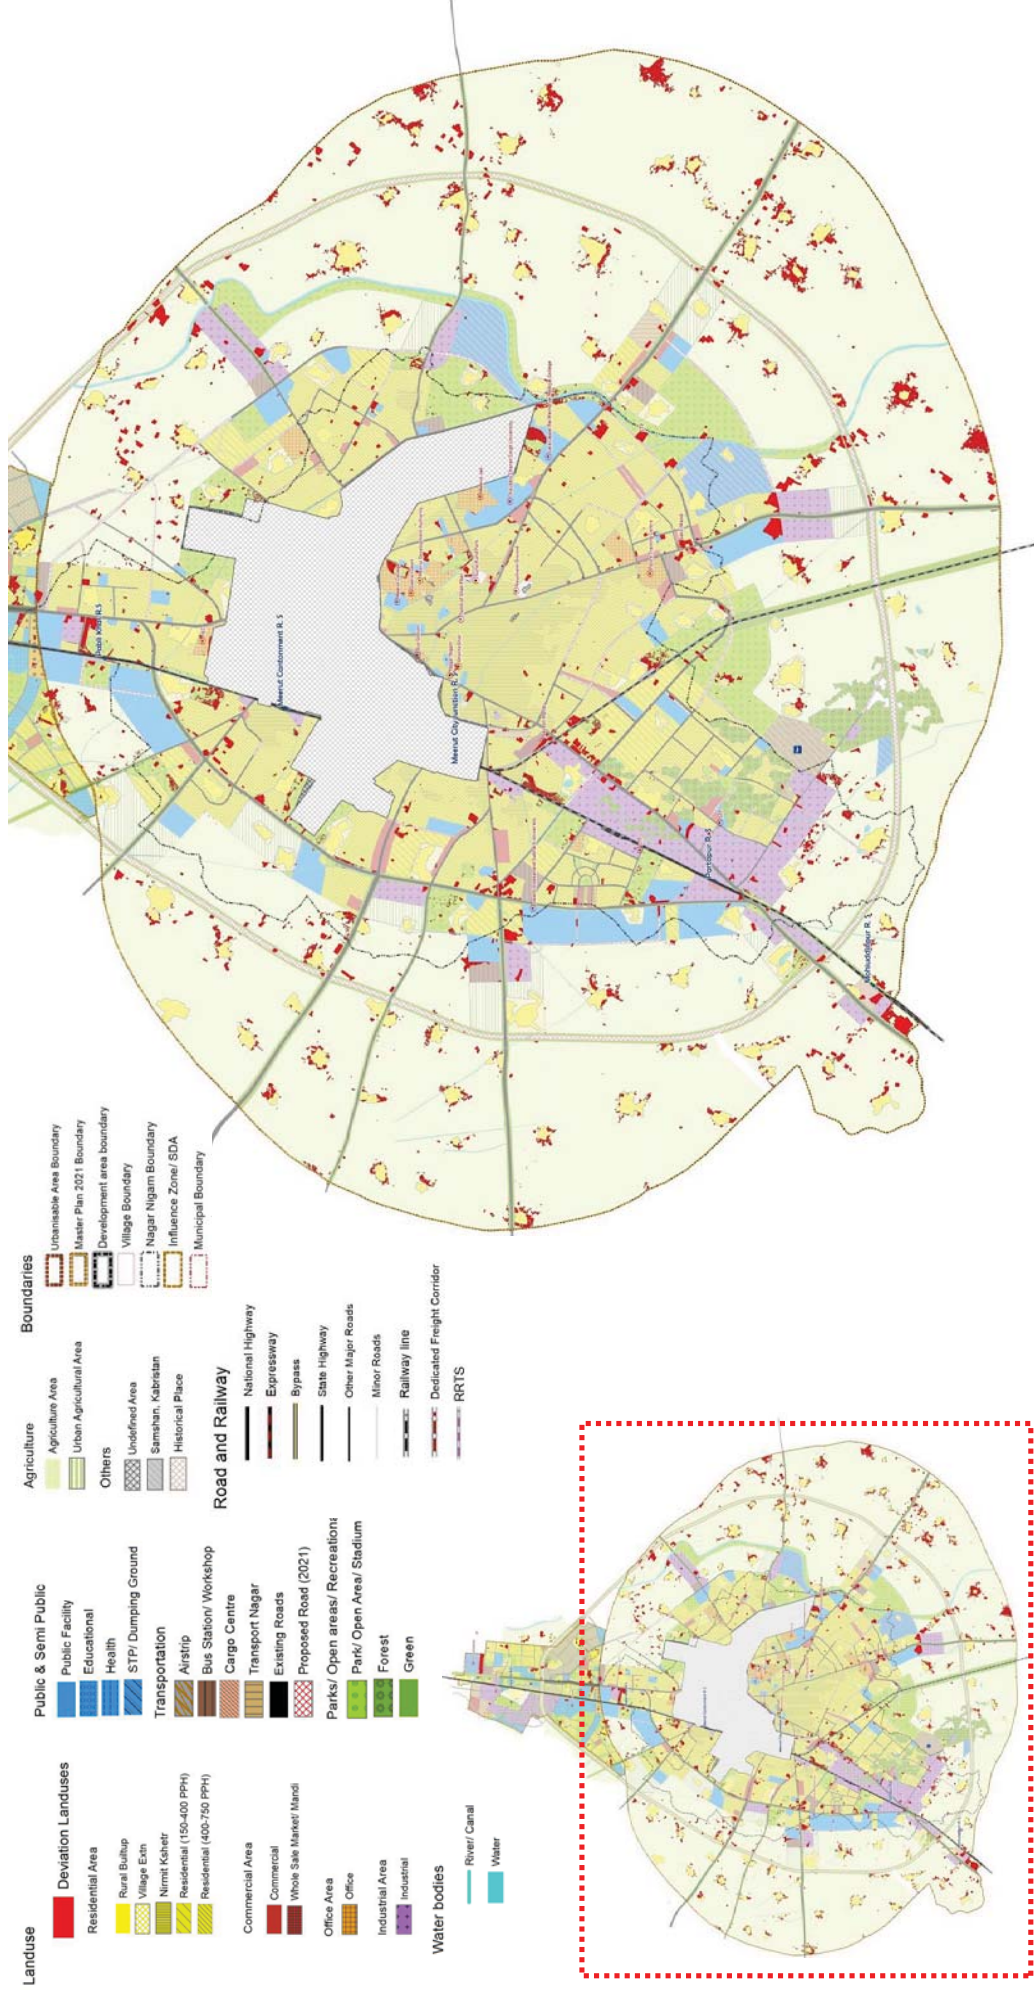 Landuse
Deviation Landuses
Residential Area
Rural Builtup
Village Extn
Nirmit Kshetr
Residential (150-400 PPH)
Residential (400-750 PPH)
Commercial Area
Commercial
Whole Sale Market/ Mandi
Office Area
Office
Industrial Area
Industrial
Water bodies
River/ Canal
Water
Public & Semi Public
Public Facility
Educational
Health
STP/ Dumping Ground
Transportation
Airstrip
Bus Station/ Workshop
Cargo Centre
Transport Nagar
Existing Roads
Proposed Road (2021)
Parks/ Open areas/ Recreationa
Park/ Open Area/ Stadium
Forest
Green
Agriculture
Agriculture Area
Urban Agricultural Area
Others
Undefined Area
Samshan, Kabristan
Historical Place
Road and Railway
National Highway
Expressway
Bypass
State Highway
Other Major Roads
Minor Roads
Railway line
Dedicated Freight Corridor
RRTS
Boundaries
Urbanisable Area Boundary
Master Plan 2021 Boundary
Development area boundary
Village Boundary
Nagar Nigam Boundary
Influence Zone/ SDA
Municipal Boundary
Meerut Cantonment R. S
Meerut City Junction R. S
Partapur R.S
Mohiuddinpur R. S